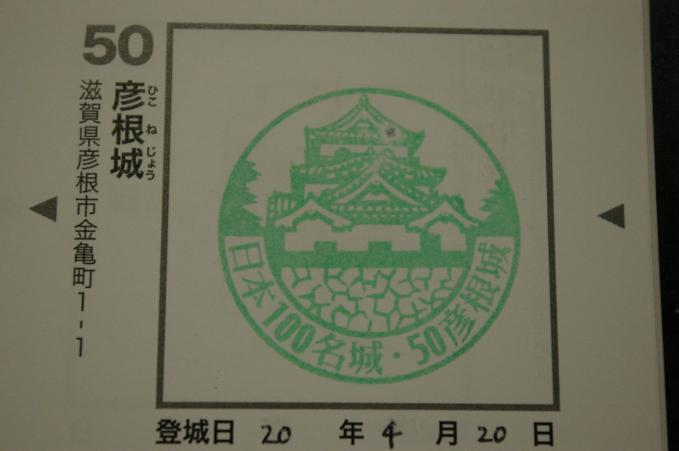 50
彦根城
ひこねじょう
滋賀県彦根市金亀町1-1
日本100名城・50彦根城
登城日 20 年 4 月 20 日